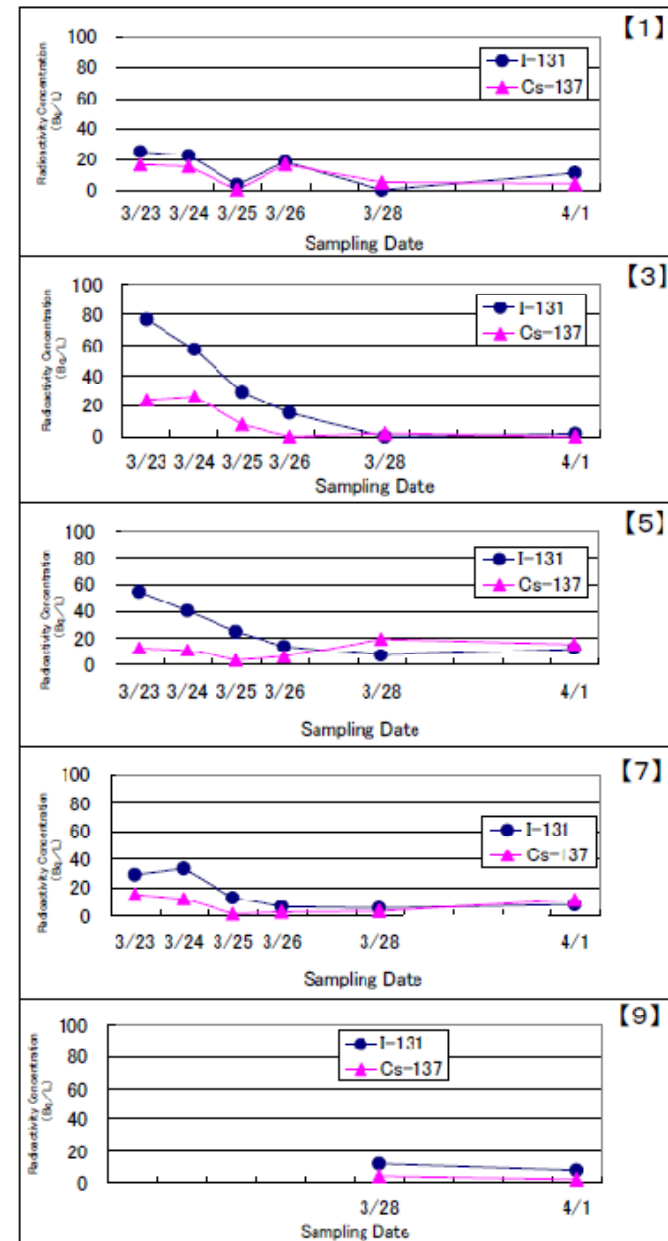 【1】
Radioactivity Concentration
(Bq/L)
100
80
60
40
20
0
I-131
Cs-137
3/23 3/24 3/25 3/26 3/28 4/1
Sampling Date
【3】
Radioactivity Concentration
(Bq/L)
100
80
60
40
20
0
I-131
Cs-137
3/23 3/24 3/25 3/26 3/28 4/1
Sampling Date
【5】
Radioactivity Concentration
(Bq/L)
100
80
60
40
20
0
I-131
Cs-137
3/23 3/24 3/25 3/26 3/28 4/1
Sampling Date
【7】
Radioactivity Concentration
(Bq/L)
100
80
60
40
20
0
I-131
Cs-137
3/23 3/24 3/25 3/26 3/28 4/1
Sampling Date
【9】
Radioactivity Concentration
(Bq/L)
100
80
60
40
20
0
I-131
Cs-137
3/28 4/1
Sampling Date